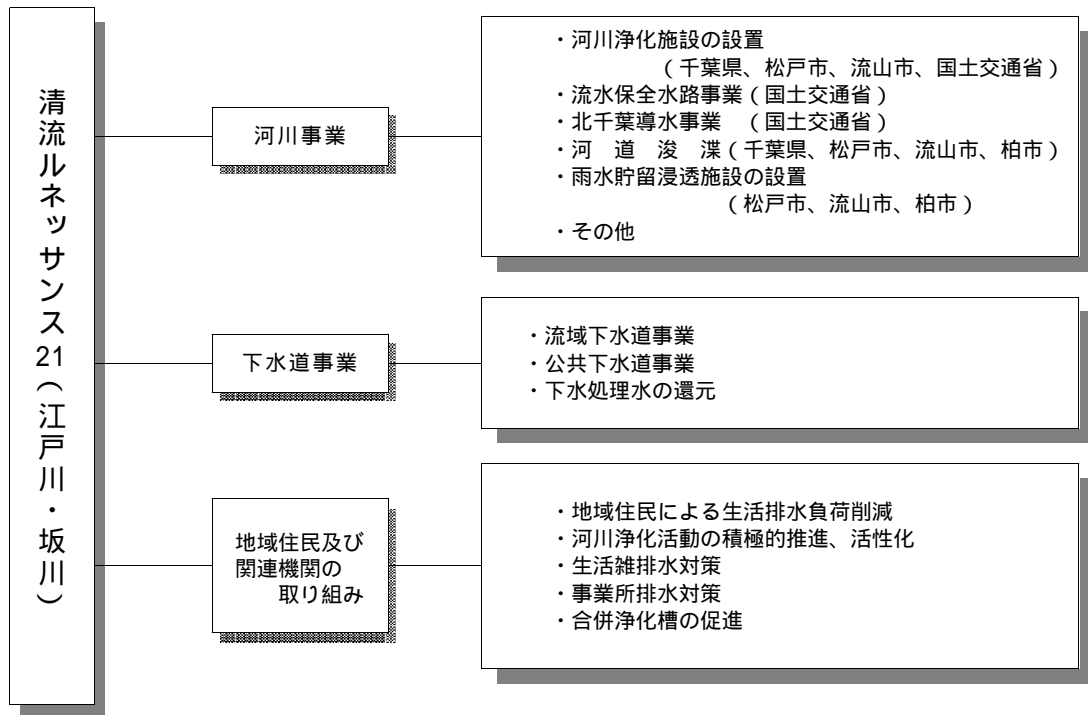 清流ルネッサンス21（江戸川・坂川）
河川事業
・河川浄化施設の設置
（千葉県、松戸市、流山市、国土交通省）
・流水保全水路事業（国土交通省）
・北千葉導水事業　（国土交通省）
・河　道　浚　渫（千葉県、松戸市、流山市、柏市）
・雨水貯留浸透施設の設置
（松戸市、流山市、柏市）
・その他
下水道事業
・流域下水道事業
・公共下水道事業
・下水処理水の還元
地域住民及び
関連機関の
取り組み
・地域住民による生活排水負荷削減
・河川浄化活動の積極的推進、活性化
・生活雑排水対策
・事業所排水対策
・合併浄化槽の促進